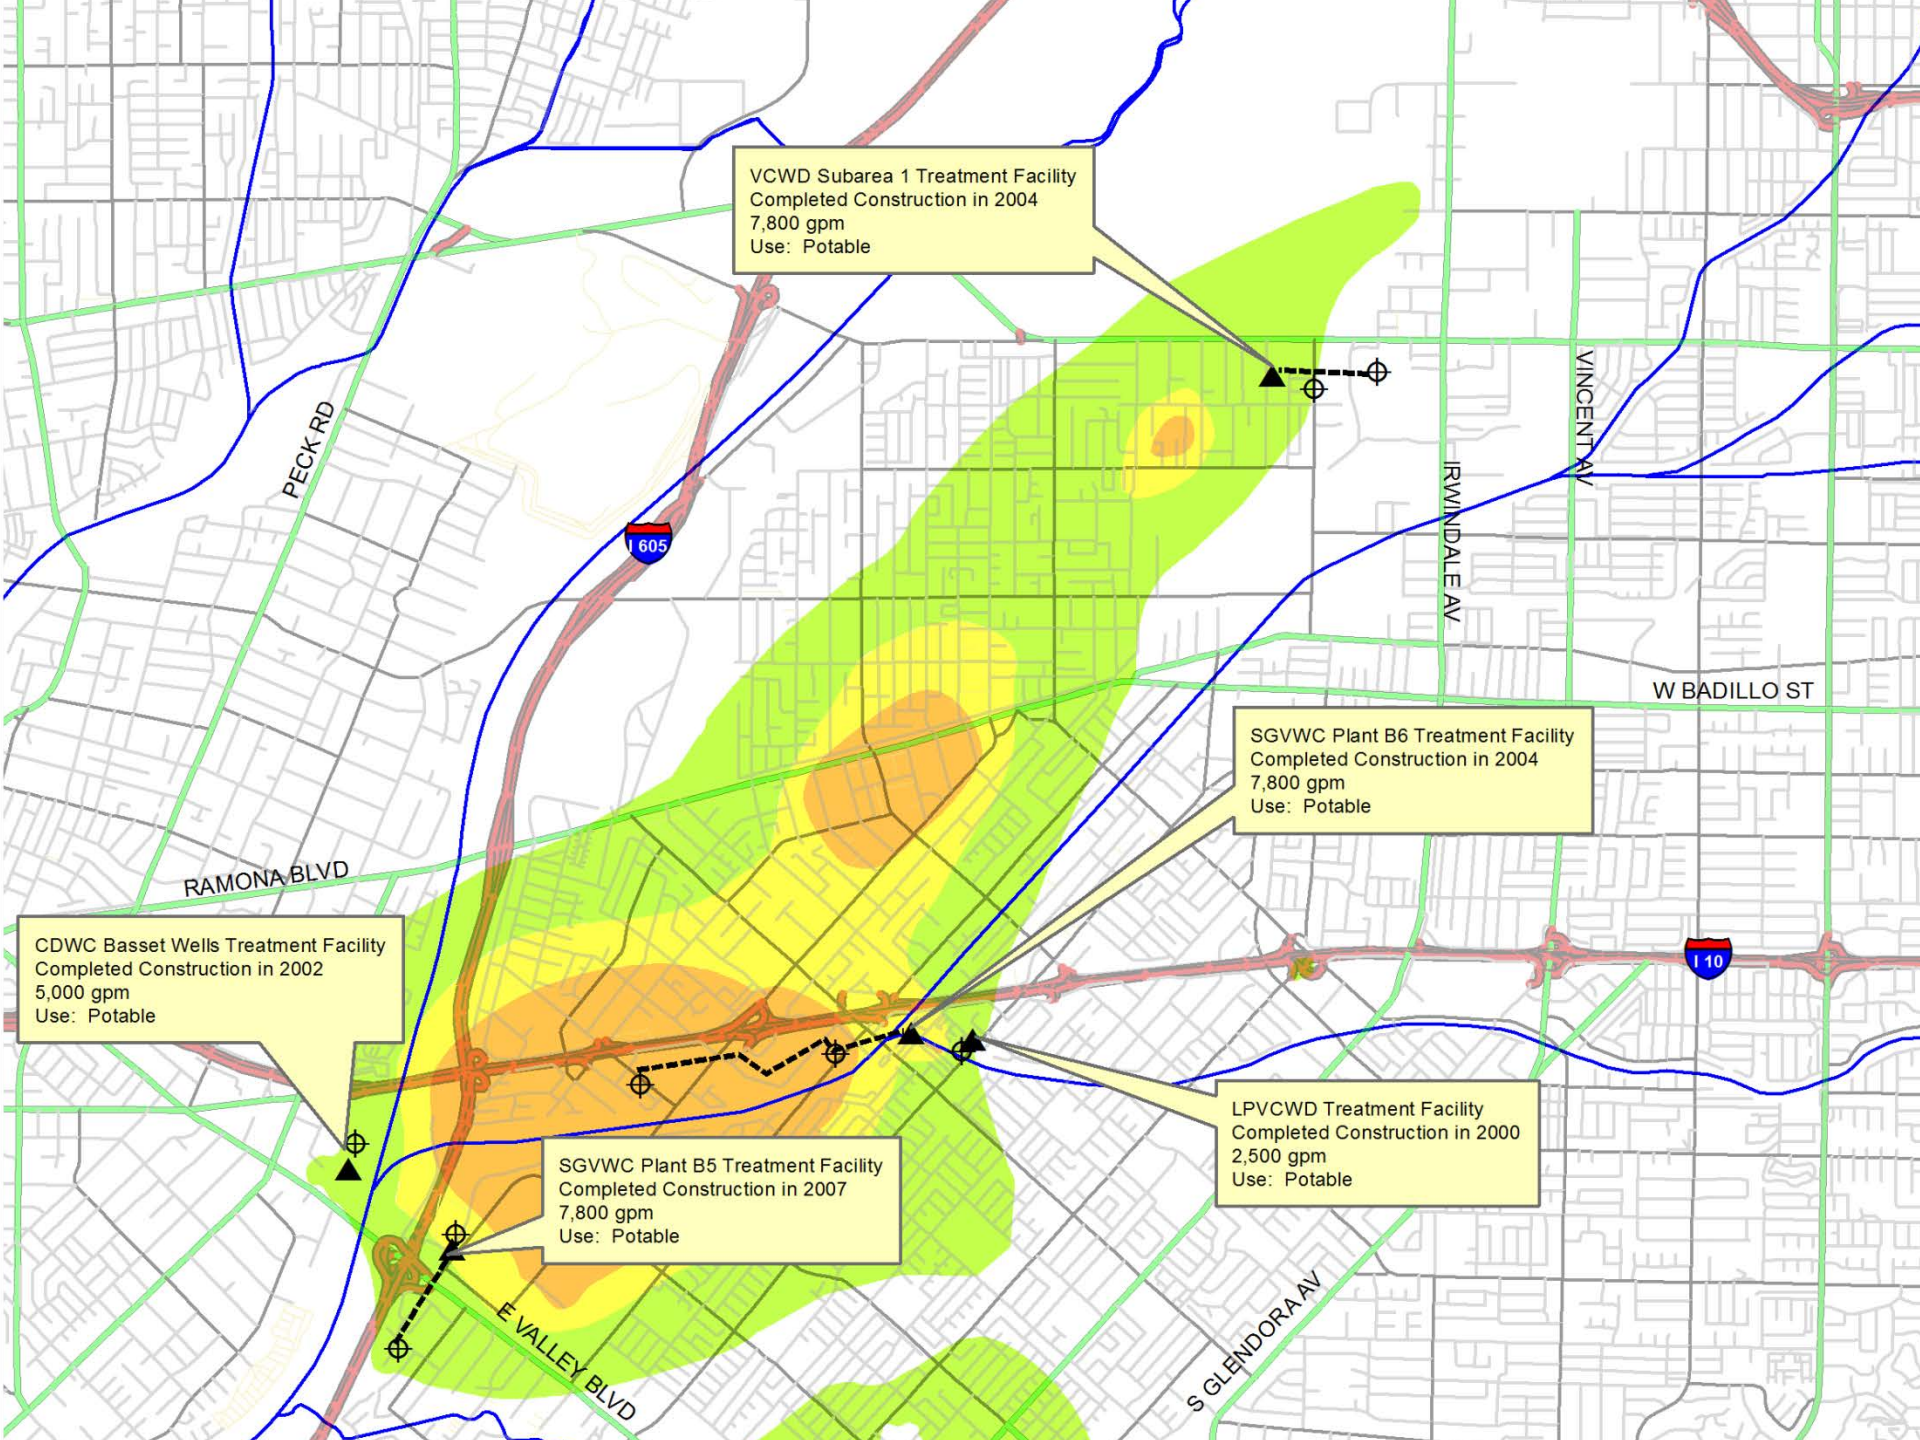 VCWD Subarea 1 Treatment Facility
Completed Construction in 2004
7,800 gpm
Use: Potable
PECK RD
I 605
VINCENT AV
IRWINDALE AV
W BADILLO ST
SGVWC Plant B6 Treatment Facility
Completed Construction in 2004
7,800 gpm
Use: Potable
RAMONA BLVD
CDWC Basset Wells Treatment Facility
Completed Construction in 2002
5,000 gpm
Use: Potable
I 10
LPVCWD Treatment Facility
Completed Construction in 2000
2,500 gpm
Use: Potable
SGVWC Plant B5 Treatment Facility
Completed Construction in 2007
7,800 gpm
Use: Potable
E VALLEY BLVD
S GLENDORA AV